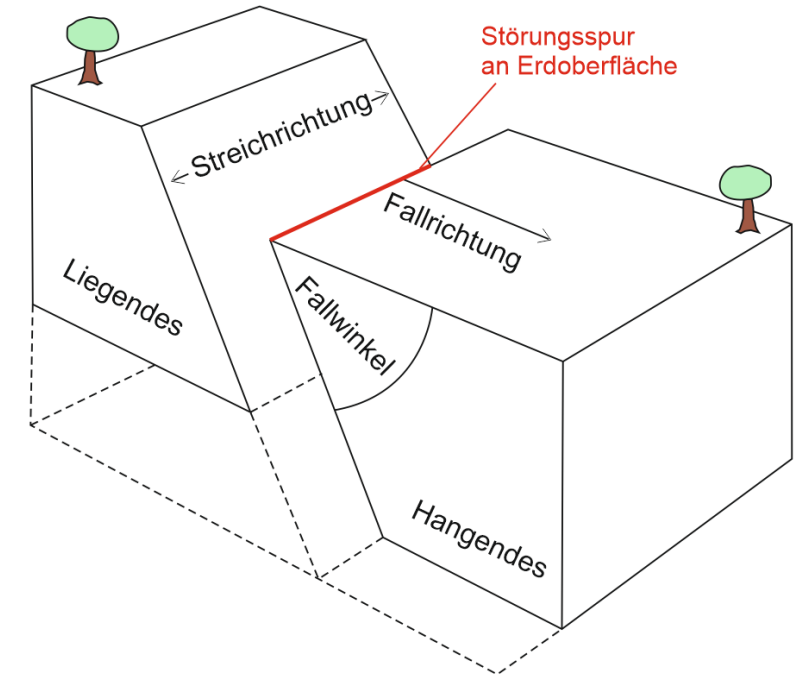 Störungsspur
an Erdoberfläche
Streichrichtung
Fallrichtung
Liegendes
Fallwinkel
Hangendes